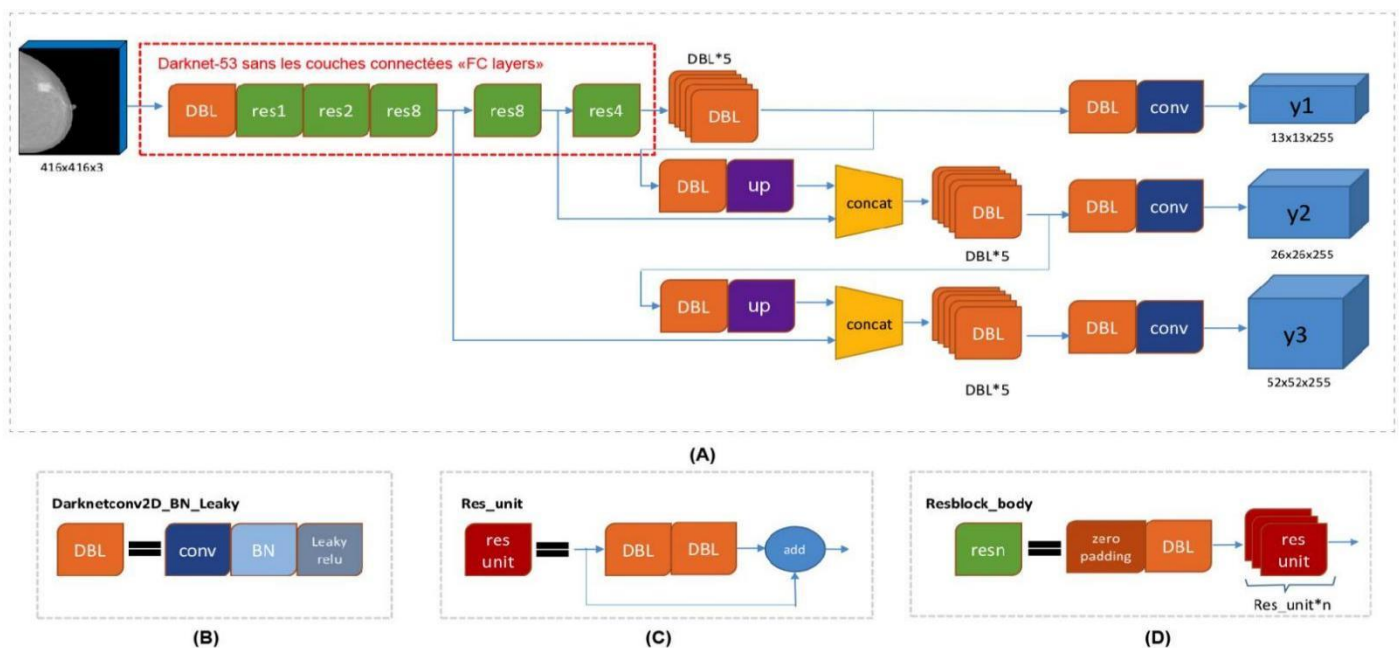 Darknet-53 sans les couches connectées «FC layers»
DBL*5
DBL
res1
res2
res8
res8
res4
DBL
DBL
conv
y1
416x416x3
13x13x255
DBL
up
concat
DBL
DBL
conv
y2
DBL*5
26x26x255
DBL
up
concat
DBL
DBL
conv
y3
DBL*5
52x52x255
(A)
Darknetconv2D_BN_Leaky
DBL
conv
BN
Leaky
relu
(B)
Res_unit
res
unit
DBL
DBL
add
(C)
Resblock_body
resn
zero
padding
DBL
res
unit
Res_unit*n
(D)